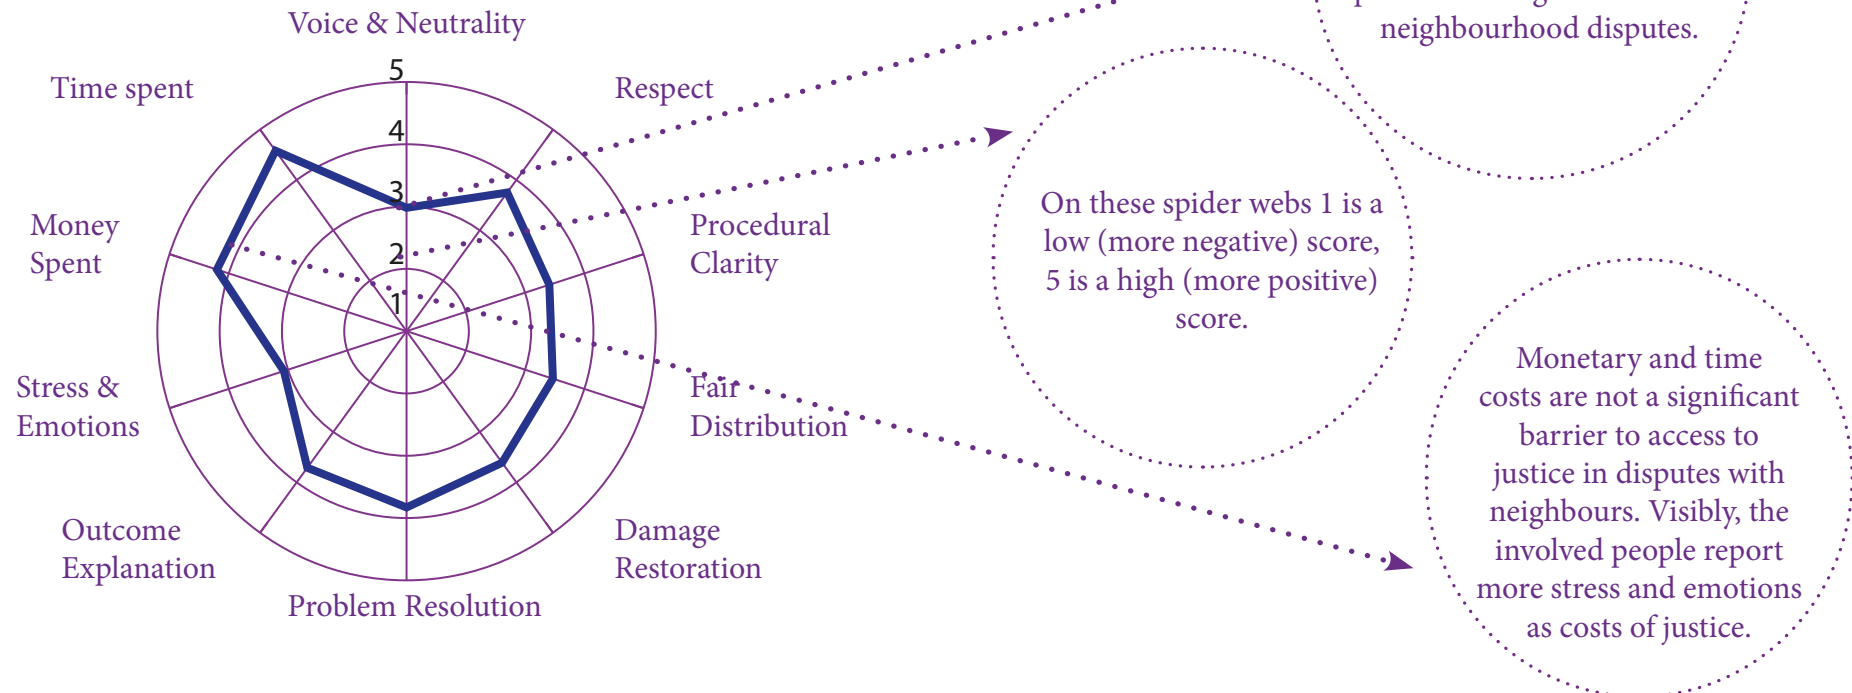 Voice & Neutrality
Time spent
Respect
5
4
3
2
1
Money
Spent
Procedural
Clarity
Stress &
Emotions
Fair
Distribution
Outcome
Explanation
Damage
Restoration
Problem Resolution
neighbourhood disputes.
On these spider webs 1 is a
low (more negative) score,
5 is a high (more positive)
score.
Monetary and time
costs are not a significant
barrier to access to
justice in disputes with
neighbours. Visibly, the
involved people report
more stress and emotions
as costs of justice.